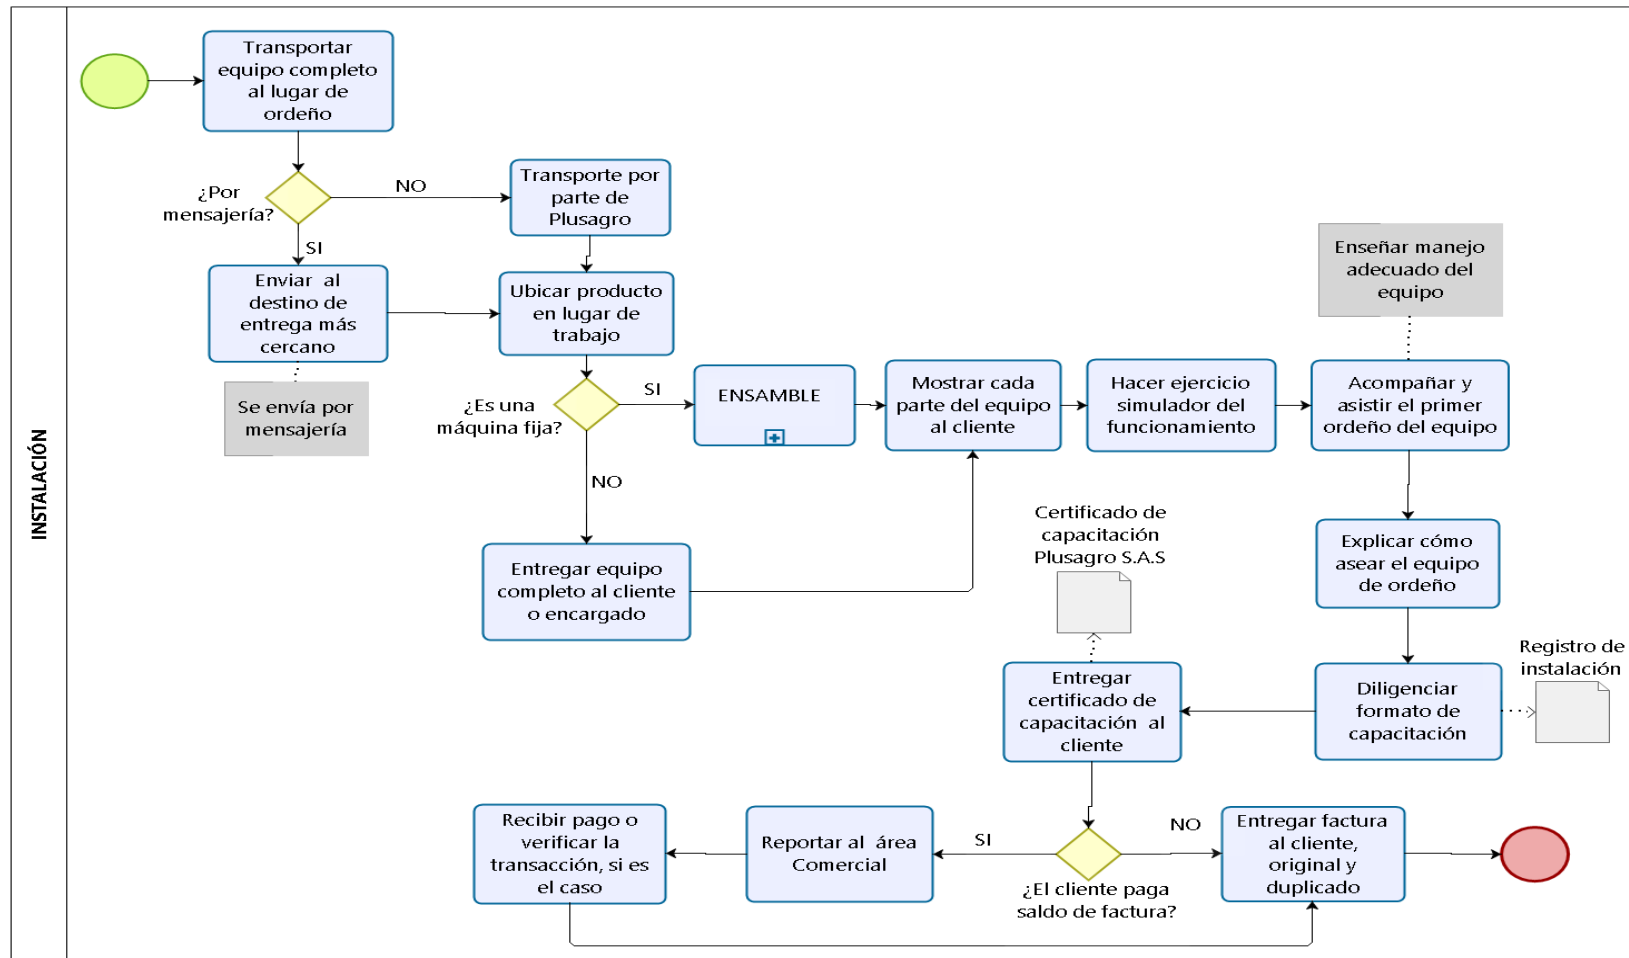 INSTALACIÓN
Transportar
equipo completo
al lugar de
ordeño
¿Por
mensajería?
NO
SI
Transporte por
parte de
Plusagro
Enviar al
destino de
entrega más
cercano
Se envía por
mensajería
Ubicar producto
en lugar de
trabajo
¿Es una
máquina fija?
SI
NO
ENSAMBLE
Entregar equipo
completo al cliente
o encargado
Mostrar cada
parte del equipo
al cliente
Hacer ejercicio
simulador del
funcionamiento
Enseñar manejo
adecuado del
equipo
Acompañar y
asistir el primer
ordeño del equipo
Explicar cómo
asear el equipo
de ordeño
Diligenciar
formato de
capacitación
Registro de
instalación
Certificado de
capacitación
Plusagro S.A.S
Entregar
certificado de
capacitación al
cliente
¿El cliente paga
saldo de factura?
SI
NO
Reportar al área
Comercial
Recibir pago o
verificar la
transacción, si es
el caso
Entregar factura
al cliente,
original y
duplicado